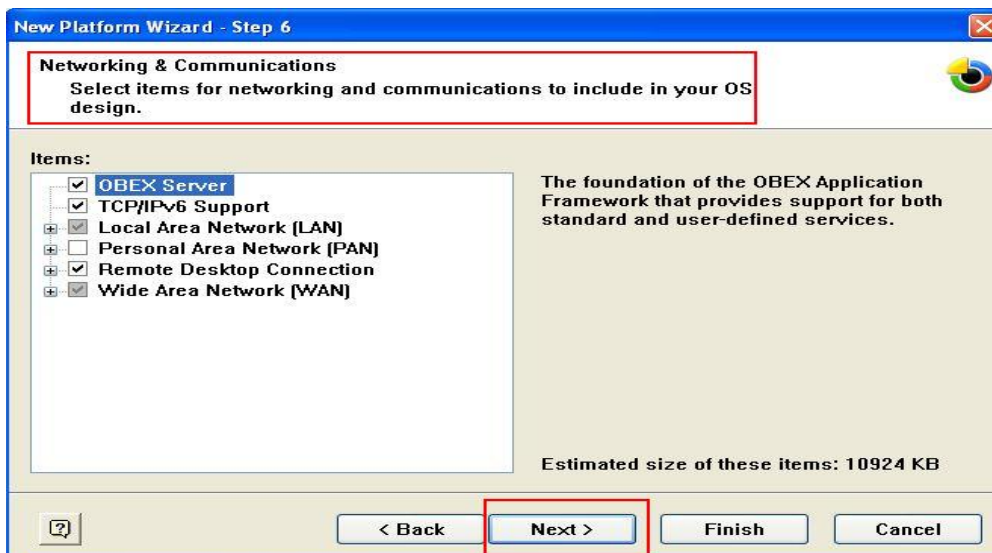 New Platform Wizard - Step 6
Networking & Communications
Select items for networking and communications to include in your OS
design.
Items:
OBEX Server
TCP/IPv6 Support
Local Area Network (LAN)
Personal Area Network (PAN)
Remote Desktop Connection
Wide Area Network (WAN)
The foundation of the OBEX Application
Framework that provides support for both
standard and user-defined services.
Estimated size of these items: 10924 KB
< Back
Next >
Finish
Cancel